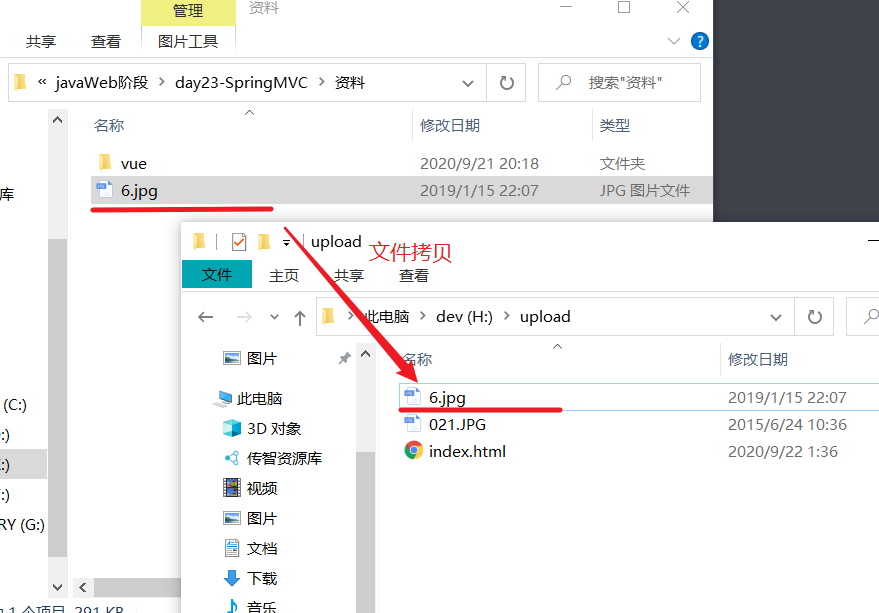 管理 资料
共享 查看 图片工具
« javaWeb阶段 > day23-SpringMVC > 资料 搜索"资料"
名称 修改日期 类型
vue 2020/9/21 20:18 文件夹
6.jpg 2019/1/15 22:07 JPG 图片文件
库
(C:)
:)
:)
:)
RY (G:)
1 个项目 291 KB
upload
文件拷贝
文件 主页 共享 查看
此电脑 > dev (H:) > upload
名称 修改日期
图片
此电脑
3D 对象
传智资源库
视频
图片
文档
下载
音乐
6.jpg 2019/1/15 22:07
021.JPG 2015/6/24 10:36
index.html 2020/9/22 1:36